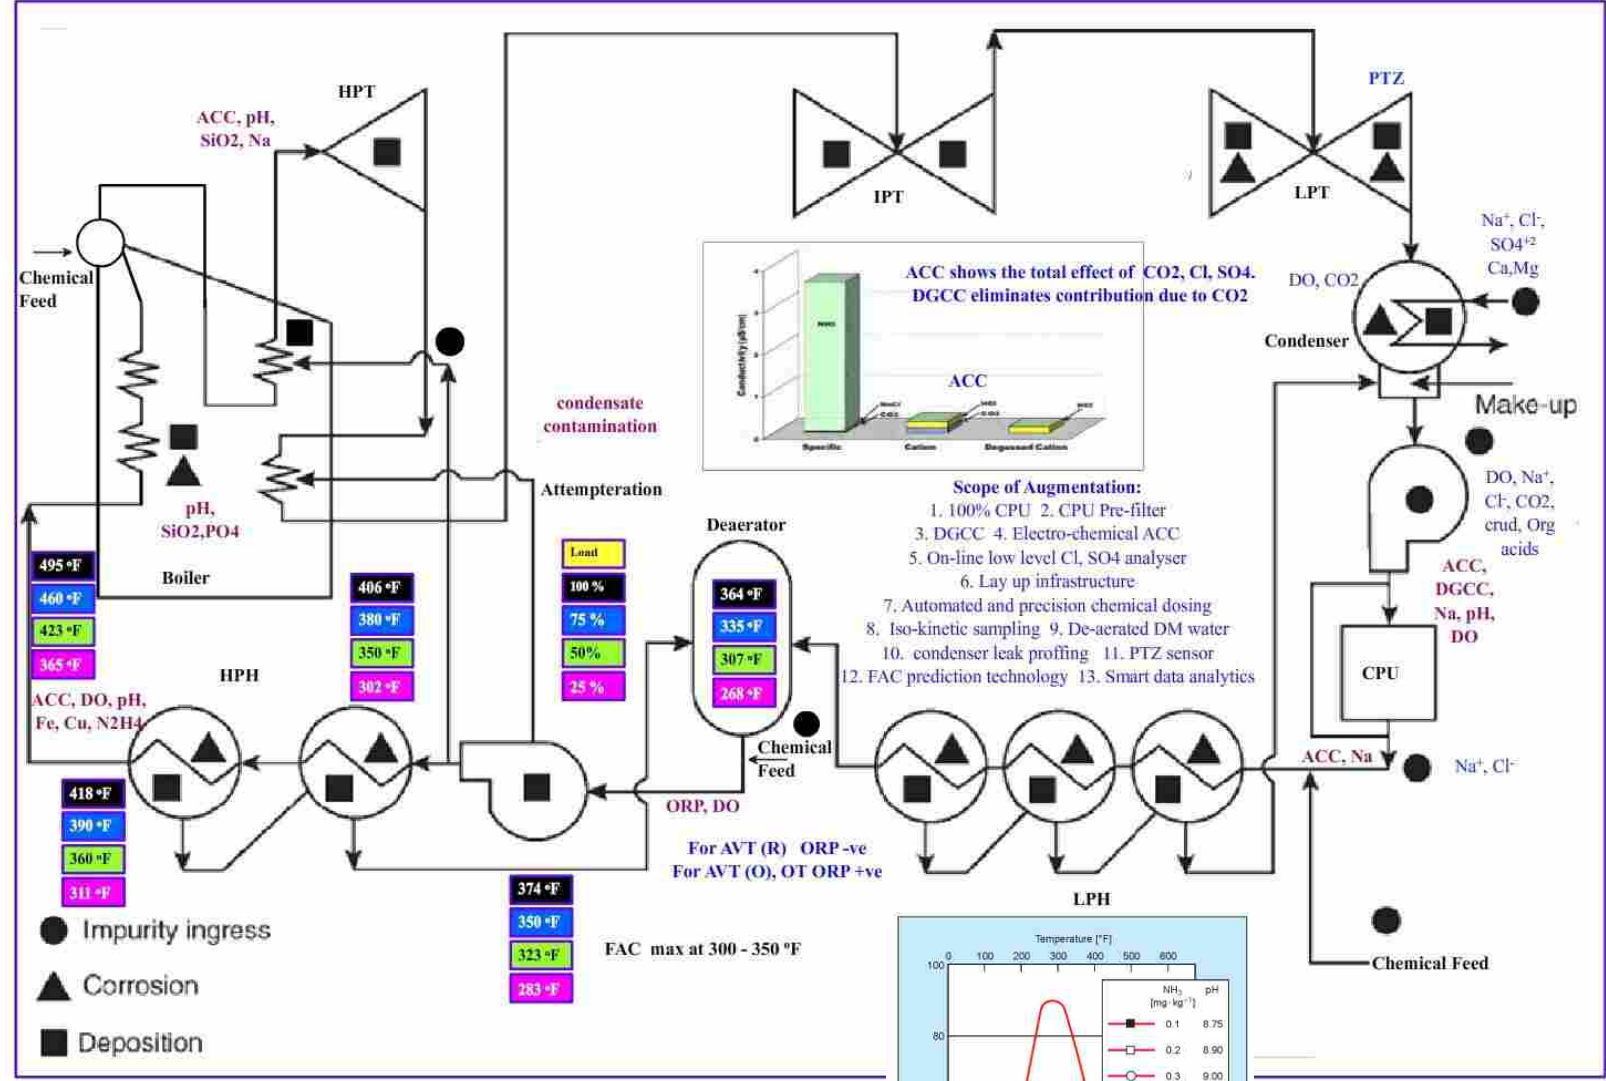 HPT
ACC, pH,
SiO2, Na
Chemical
Feed
pH,
SiO2,PO4
Boiler
condensate
contamination
Attempteration
IPT
PTZ
LPT
Na⁺, Cl⁻,
SO4⁺²
Ca,Mg
DO, CO2
Condenser
Make-up
DO, Na⁺,
Cl⁻, CO2,
crud, Org
acids
ACC,
DGCC,
Na, pH,
DO
CPU
ACC, Na
Na⁺, Cl⁻
Chemical Feed
ACC shows the total effect of CO2, Cl, SO4.
DGCC eliminates contribution due to CO2
Conductivity (µS/cm)
4
1
0
NH3
ACC
Specific
Cation
Degassed Cation
Scope of Augmentation:
1. 100% CPU 2. CPU Pre-filter
3. DGCC 4. Electro-chemical ACC
5. On-line low level Cl, SO4 analyser
6. Lay up infrastructure
7. Automated and precision chemical dosing
8. Iso-kinetic sampling 9. De-aerated DM water
10. condenser leak proffing 11. PTZ sensor
12. FAC prediction technology 13. Smart data analytics
Deaerator
364 °F
335 °F
307 °F
268 °F
Chemical
Feed
ORP, DO
For AVT (R) ORP -ve
For AVT (O), OT ORP +ve
LPH
Load
100 %
75 %
50%
25 %
495 °F
460 °F
423 °F
365 °F
406 °F
380 °F
350 °F
302 °F
HPH
ACC, DO, pH,
Fe, Cu, N2H4
418 °F
390 °F
360 °F
311 °F
374 °F
350 °F
323 °F
283 °F
FAC max at 300 - 350 °F
Impurity ingress
Corrosion
Deposition
Temperature [°F]
0 100 200 300 400 500 600
100
80
NH₃ pH
[mg·kg⁻¹]
0.1 8.75
0.2 8.90
0.3 9.00